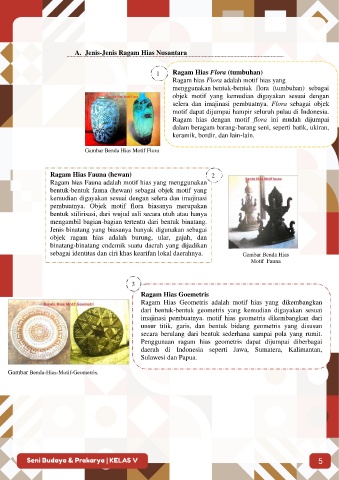 A. Jenis-Jenis Ragam Hias Nusantara
1
Ragam Hias Flora (tumbuhan)
Ragam hias Flora adalah motif hias yang
menggunakan bentuk-bentuk flora (tumbuhan) sebagai
objek motif yang kemudian digayakan sesuai dengan
selera dan imajinasi pembuatnya. Flora sebagai objek
motif dapat dijumpai hampir seluruh pulau di Indonesia.
Ragam hias dengan motif flora ini mudah dijumpai
dalam beragam barang-barang seni, seperti batik, ukiran,
keramik, bordir, dan lain-lain.
Gambar Benda Hias Motif Flora
Ragam Hias Fauna (hewan)
2
Ragam hias Fauna adalah motif hias yang menggunakan
bentuk-bentuk fauna (hewan) sebagai objek motif yang
kemudian digayakan sesuai dengan selera dan imajinasi
pembuatnya. Objek motif flora biasanya merupakan
bentuk stilirisasi, dari wujud asli secara utuh atau hanya
mengambil bagian-bagian tertentu dari bentuk binatang.
Jenis binatang yang biasanya banyak digunakan sebagai
objek ragam hias adalah burung, ular, gajah, dan
binatang-binatang endemik suatu daerah yang dijadikan
sebagai identitas dan ciri khas kearifan lokal daerahnya.
Gambar Benda Hias
Motif Fauna
3
Ragam Hias Goemetris
Ragam Hias Geometris adalah motif hias yang dikembangkan
dari bentuk-bentuk geometris yang kemudian digayakan sesuai
imajinasi pembuatnya. motif hias geometris dikembangkan dari
unsur titik, garis, dan bentuk bidang geometris yang disusun
secara berulang dari bentuk sederhana sampai pola yang rumit.
Penggunaan ragam hias geometris dapat dijumpai diberbagai
daerah di Indonesia seperti Jawa, Sumatera, Kalimantan,
Sulawesi dan Papua.
Gambar Benda-Hias-Motif-Geometris.
Seni Budaya & Prakarya | KELAS V
5